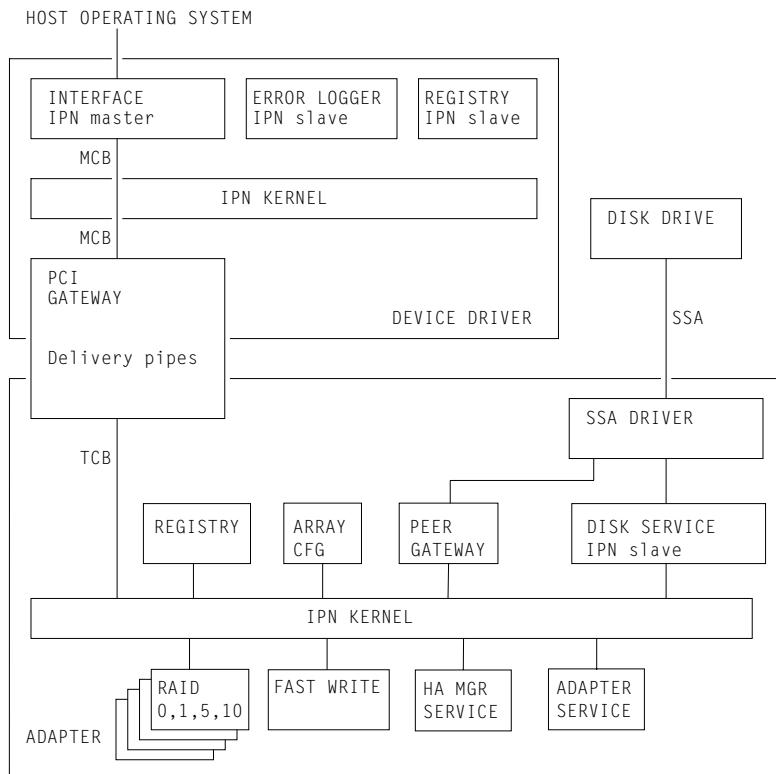 HOST OPERATING SYSTEM
INTERFACE
IPN master
ERROR LOGGER
IPN slave
REGISTRY
IPN slave
MCB
IPN KERNEL
MCB
DISK DRIVE
PCI
GATEWAY
DEVICE DRIVER
SSA
Delivery pipes
SSA DRIVER
TCB
REGISTRY
ARRAY
CFG
PEER
GATEWAY
DISK SERVICE
IPN slave
IPN KERNEL
RAID
0,1,5,10
FAST WRITE
HA MGR
SERVICE
ADAPTER
SERVICE
ADAPTER